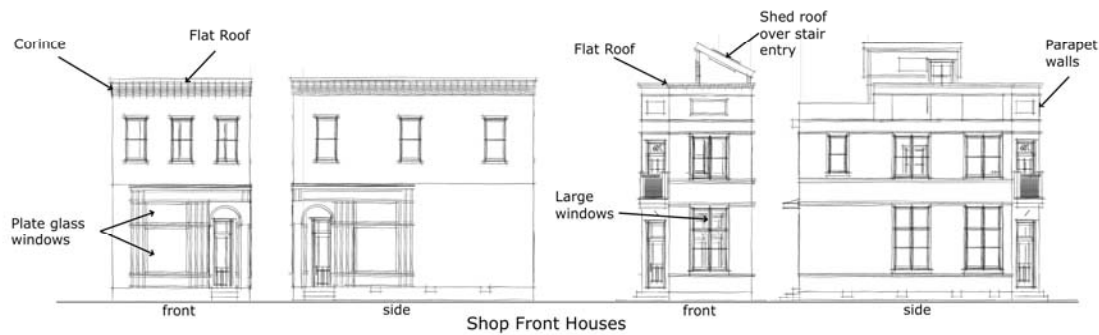 Corince
Flat Roof
Plate glass
windows
Flat Roof
Shed roof
over stair
entry
Parapet
walls
Large
windows
front
side
front
side
Shop Front Houses